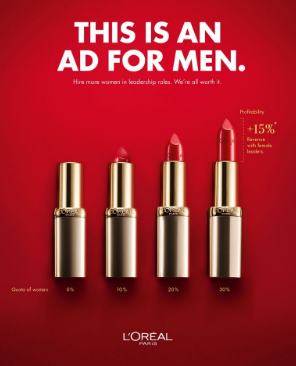 THIS IS AN
AD FOR MEN.
Hire more women in leadership roles. We're all worth it.
Profitability
+15%*
Revenue
with female
leaders
Quota of women 0% 10% 20% 30%
L'ORÉAL
PARIS